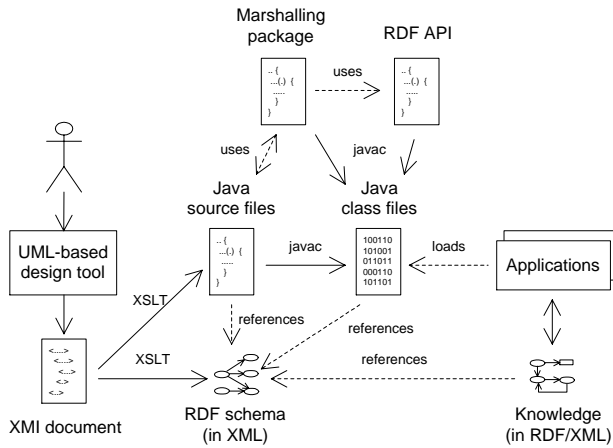 Marshalling
package
RDF API
.. {
...(.) {
.....
}
}
uses
.. {
...(.) {
.....
}
}
uses
javac
Java
source files
Java
class files
UML-based
design tool
.. {
...(.) {
.....
}
}
javac
100110
101001
011011
000110
101101
loads
Applications
XSLT
references
references
<....>
<....>
<...>
<.>
<..>
XSLT
references
XMI document
RDF schema
(in XML)
Knowledge
(in RDF/XML)